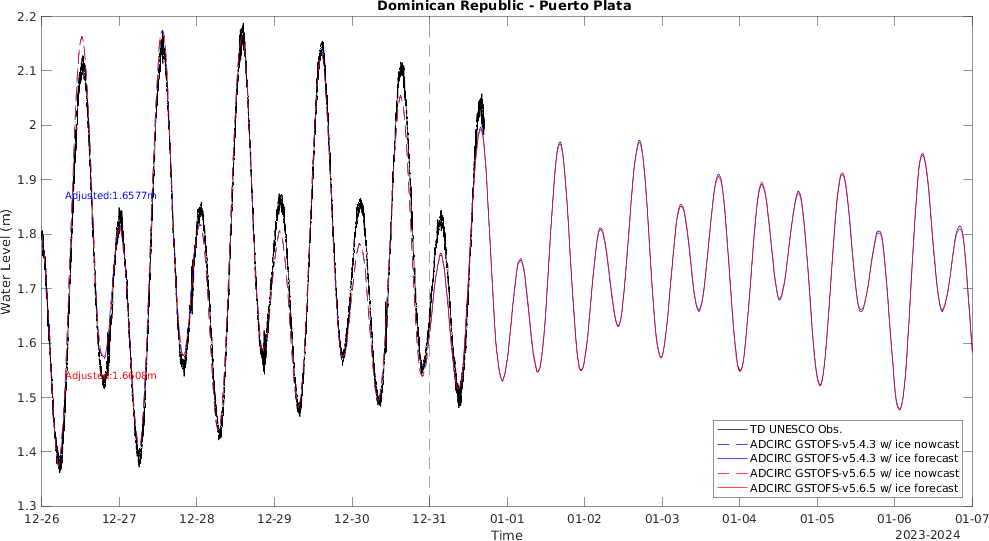 Dominican Republic - Puerto Plata
Water Level (m)
2.2
2.1
2
1.9
1.8
1.7
1.6
1.5
1.4
1.3
Adjusted:1.6577m
Adjusted:1.6608m
TD UNESCO Obs.
ADCIRC GSTOFS-v5.4.3 w/ ice nowcast
ADCIRC GSTOFS-v5.4.3 w/ ice forecast
ADCIRC GSTOFS-v5.6.5 w/ ice nowcast
ADCIRC GSTOFS-v5.6.5 w/ ice forecast
12-26 12-27 12-28 12-29 12-30 12-31 01-01 01-02 01-03 01-04 01-05 01-06 01-07
Time
2023-2024